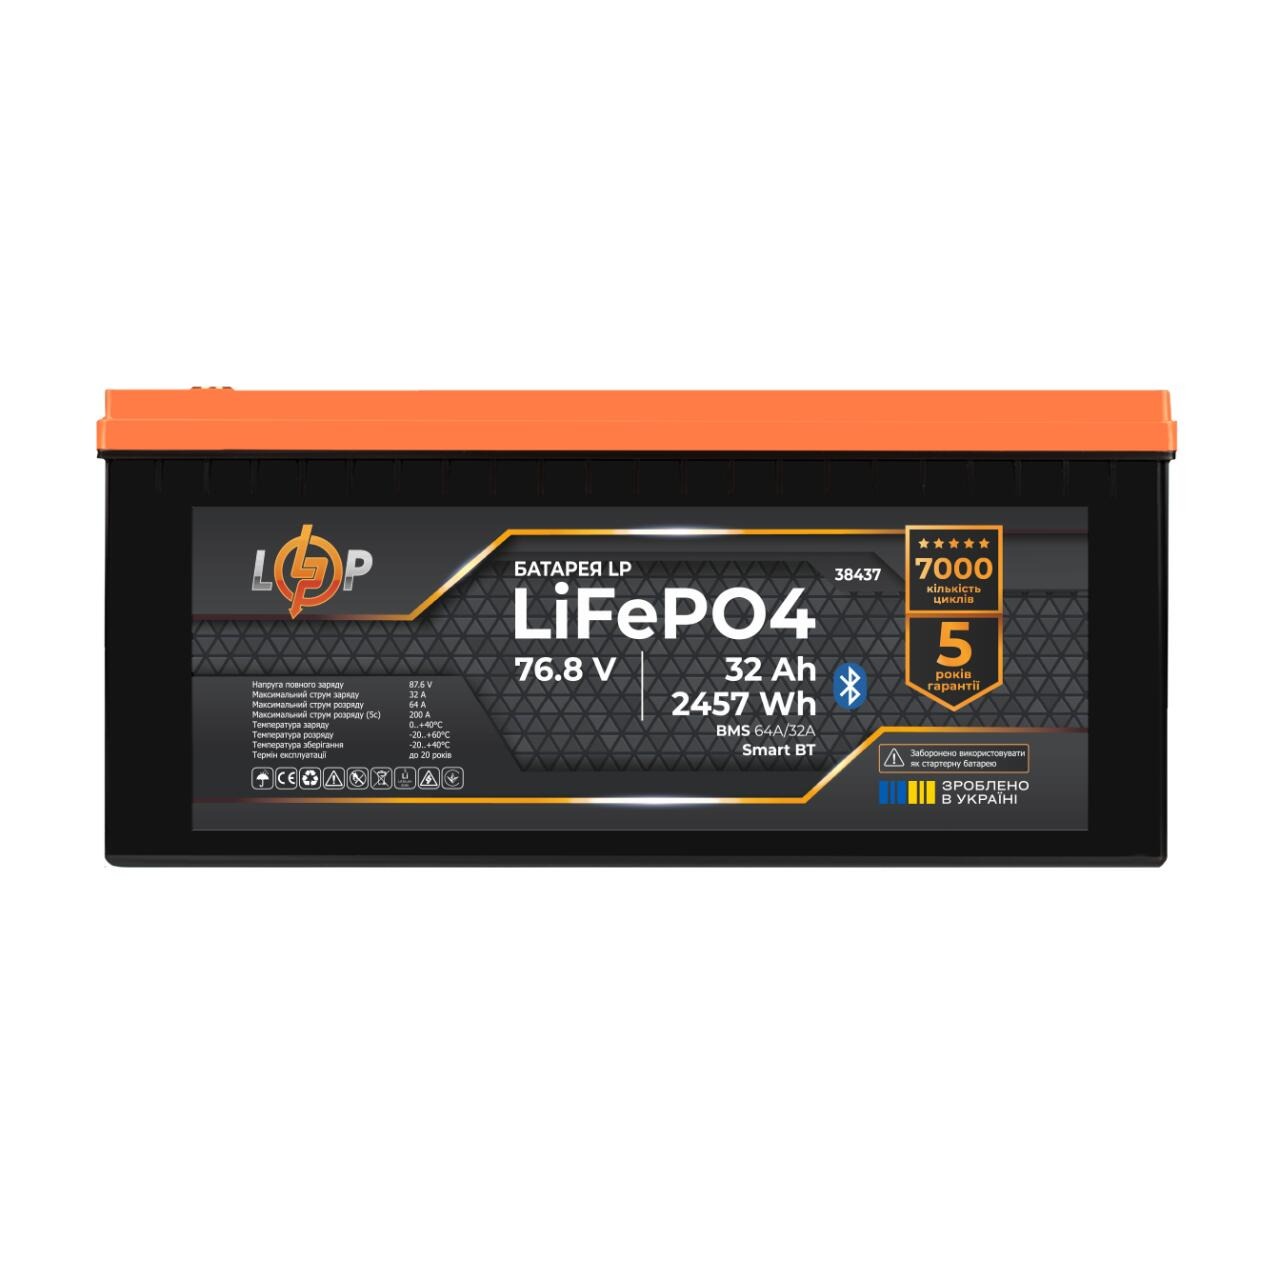 LP
БАТАРЕЯ LP
38437
LiFePO4
76.8 V
32 Ah
2457 Wh
BMS 64A/32A
Smart BT
7000
кількість
циклів
5
років
гарантії
Напруга повного заряду 87.6 V
Максимальний струм заряду 32 A
Максимальний струм розряду 64 A
Максимальний струм розряду (5с) 200 A
Температура заряду 0..+40°C
Температура розряду -20..+60°C
Температура зберігання -20..+40°C
Термін експлуатації до 20 років
CE
Заборонено використовувати
як стартерну батарею
ЗРОБЛЕНО
В УКРАЇНІ